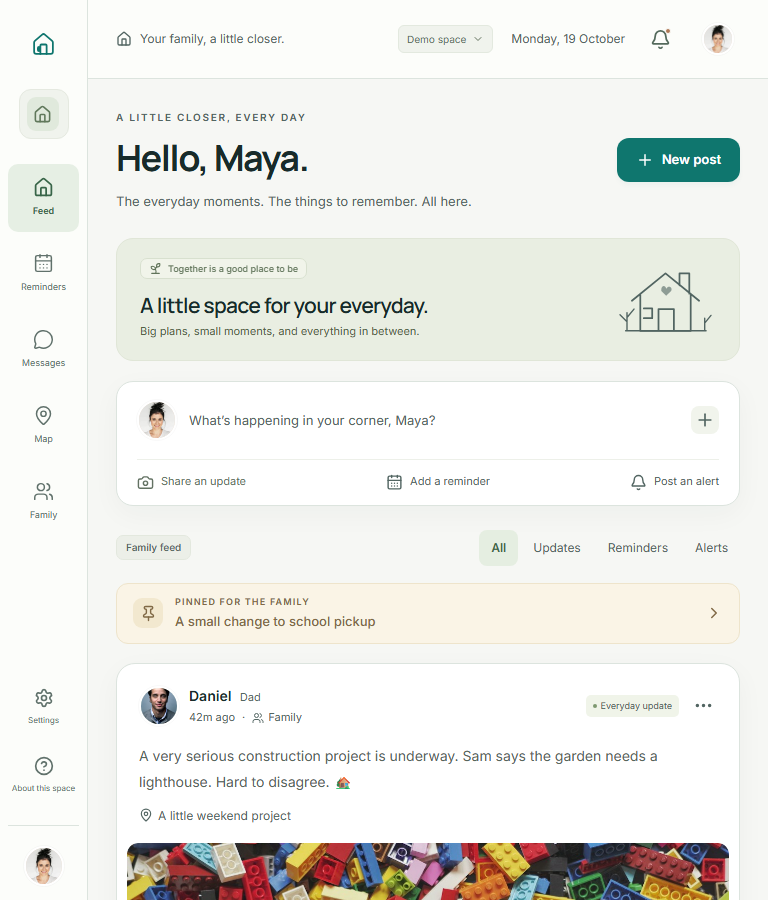 Your family, a little closer.
Demo space
Monday, 19 October
Feed
Reminders
Messages
Map
Family
Settings
About this space
A LITTLE CLOSER, EVERY DAY
Hello, Maya.
New post
The everyday moments. The things to remember. All here.
Together is a good place to be
A little space for your everyday.
Big plans, small moments, and everything in between.
What's happening in your corner, Maya?
Share an update
Add a reminder
Post an alert
Family feed
All
Updates
Reminders
Alerts
PINNED FOR THE FAMILY
A small change to school pickup
Daniel Dad
42m ago · Family
Everyday update
A very serious construction project is underway. Sam says the garden needs a
lighthouse. Hard to disagree.
A little weekend project